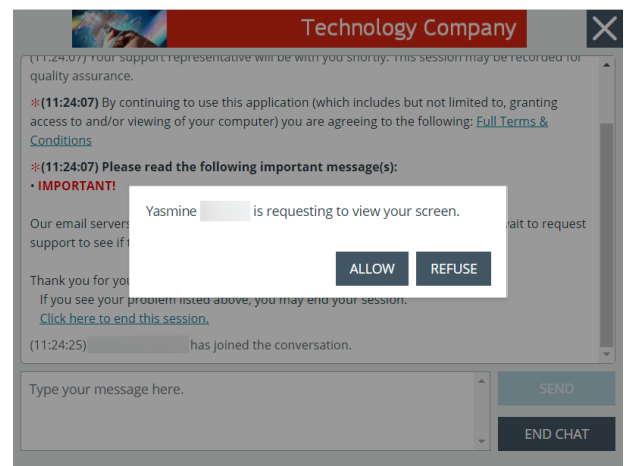 Technology Company
(11:24:07) Your support representative will be with you shortly. This session may be recorded for
quality assurance.
*(11:24:07) By continuing to use this application (which includes but not limited to, granting
access to and/or viewing of your computer) you are agreeing to the following: Full Terms &
Conditions
*(11:24:07) Please read the following important message(s):
• IMPORTANT!
Yasmine is requesting to view your screen.
Our email servers wait to request
support to see if
ALLOW REFUSE
Thank you for
If you see your problem listed above, you may end your session.
Click here to end this session.
(11:24:25) has joined the conversation.
Type your message here.
SEND
END CHAT